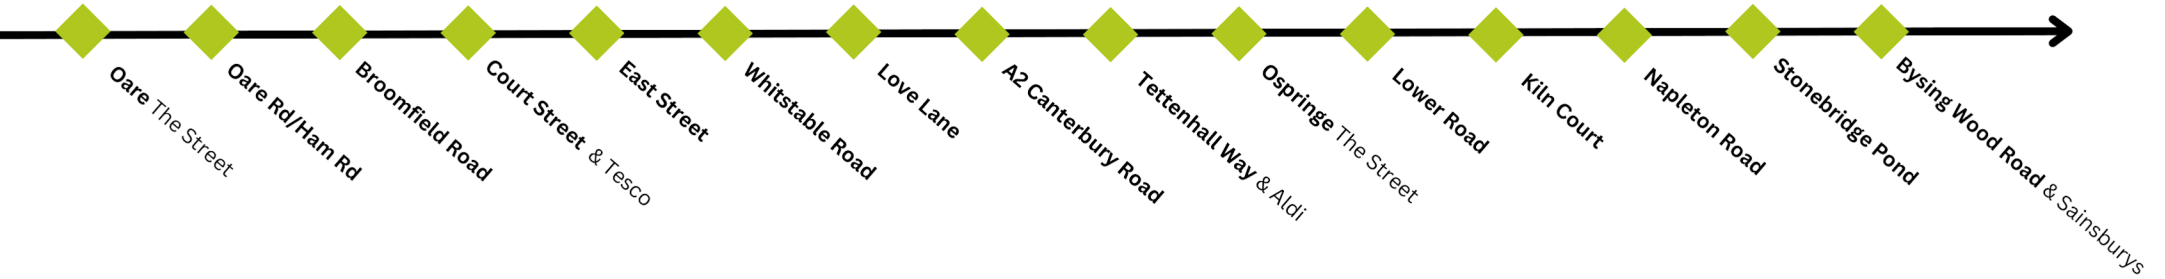 Oare The Street
Oare Rd/Ham Rd
Broomfield Road
Court Street & Tesco
East Street
Whitstable Road
Love Lane
A2 Canterbury Road
Tettenhall Way & Aldi
Ospringe The Street
Lower Road
Kiln Court
Napleton Road
Stonebridge Pond
Bysing Wood Road & Sainsburys